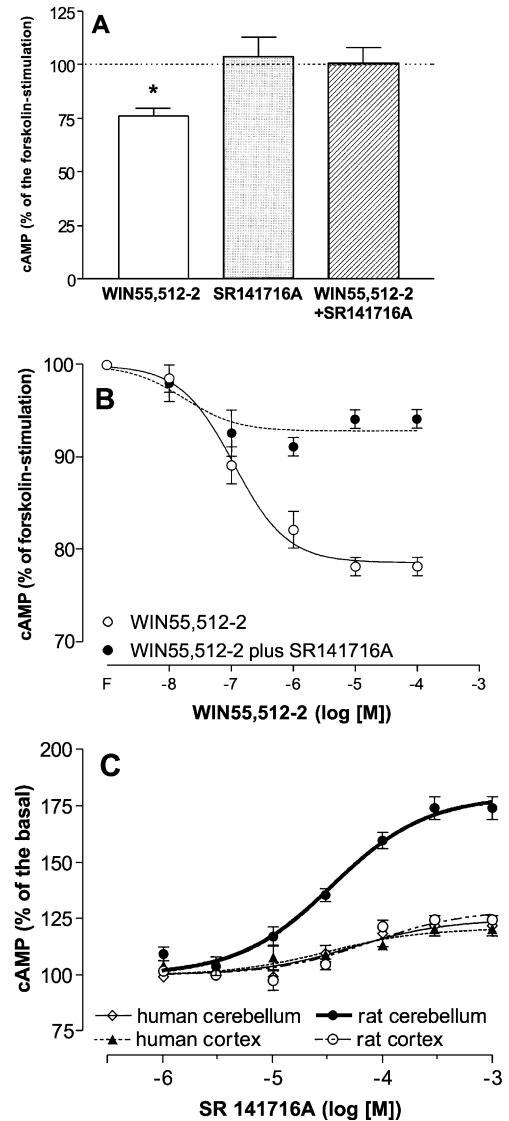 A
cAMP (% of the forskolin-stimulation)
125
100
75
50
25
0
*
WIN55,512-2
SR141716A
WIN55,512-2
+SR141716A
B
cAMP (% of forskolin-stimulation)
100
90
80
70
WIN55,512-2
WIN55,512-2 plus SR141716A
F -8 -7 -6 -5 -4 -3
WIN55,512-2 (log [M])
C
cAMP (% of the basal)
200
175
150
125
100
75
human cerebellum rat cerebellum
human cortex rat cortex
-6 -5 -4 -3
SR 141716A (log [M])